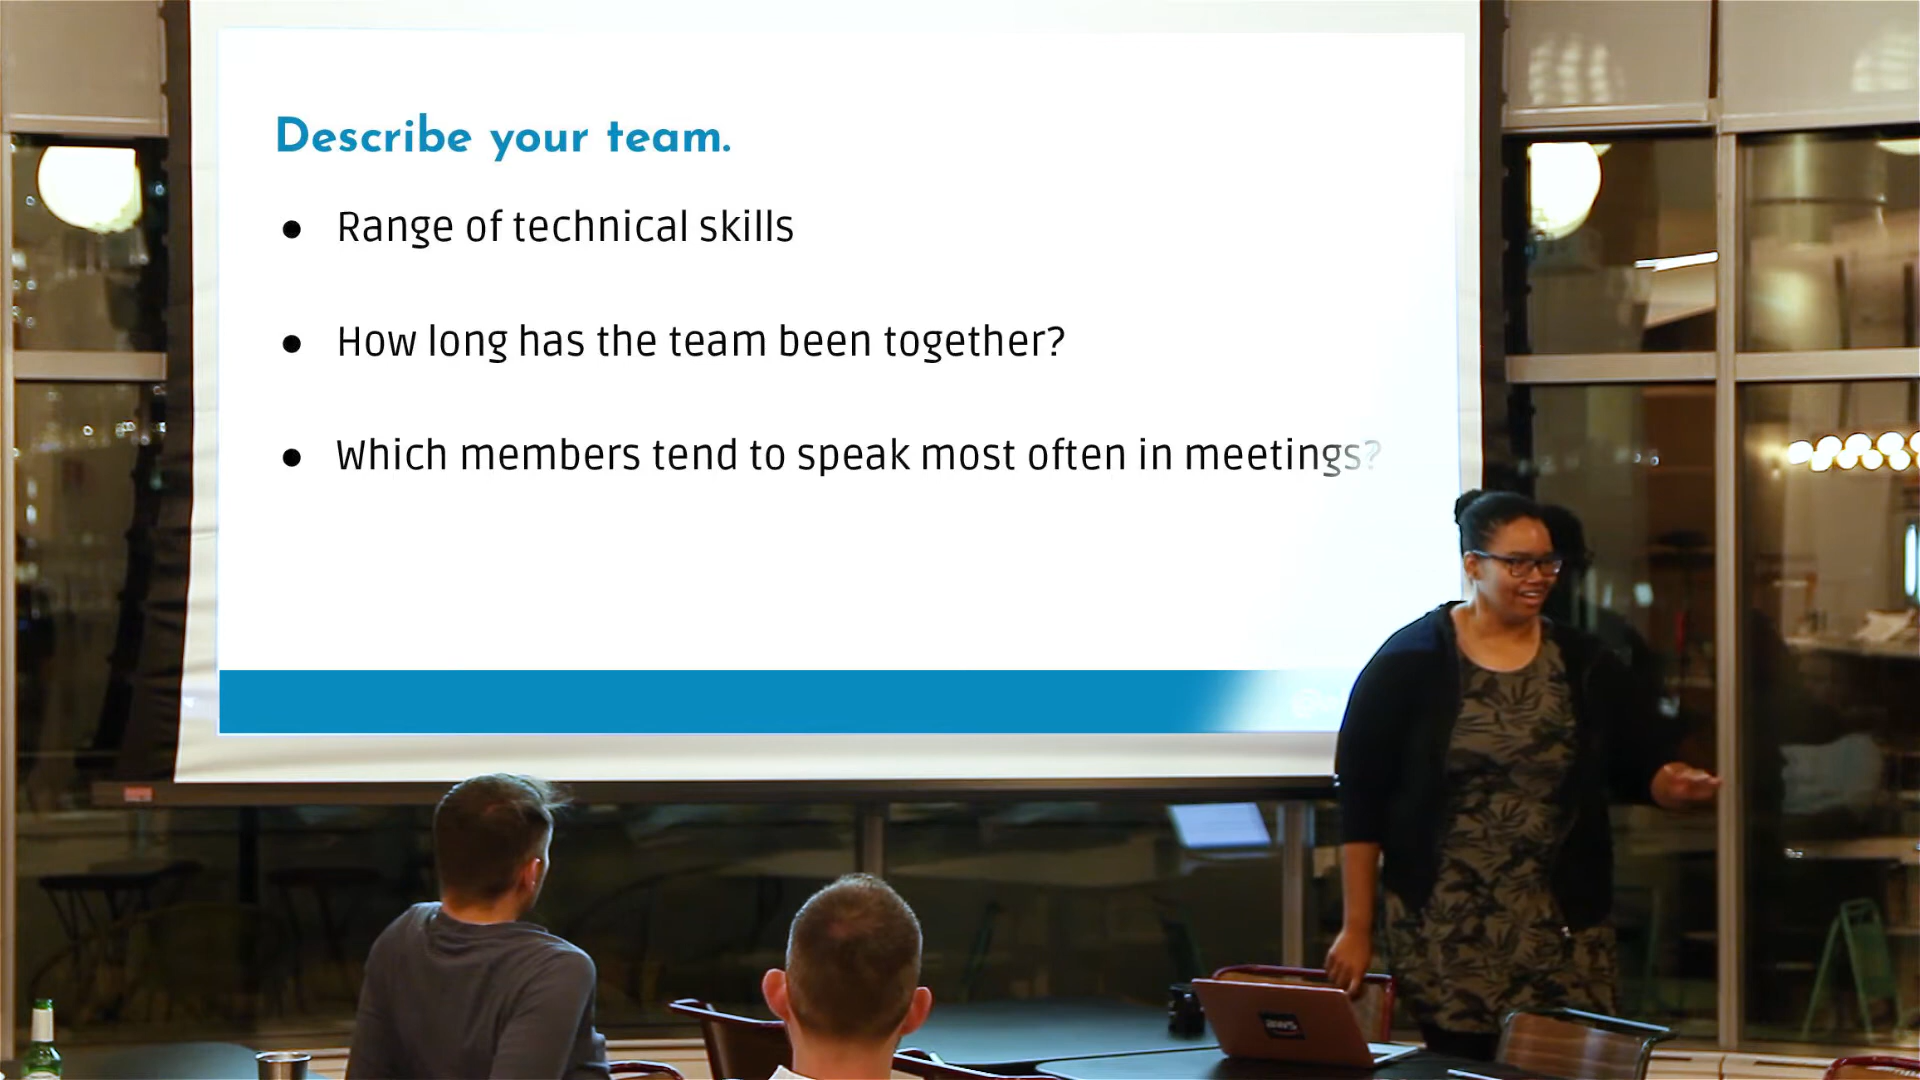 Describe your team.
● Range of technical skills
● How long has the team been together?
● Which members tend to speak most often in meetings?
aws